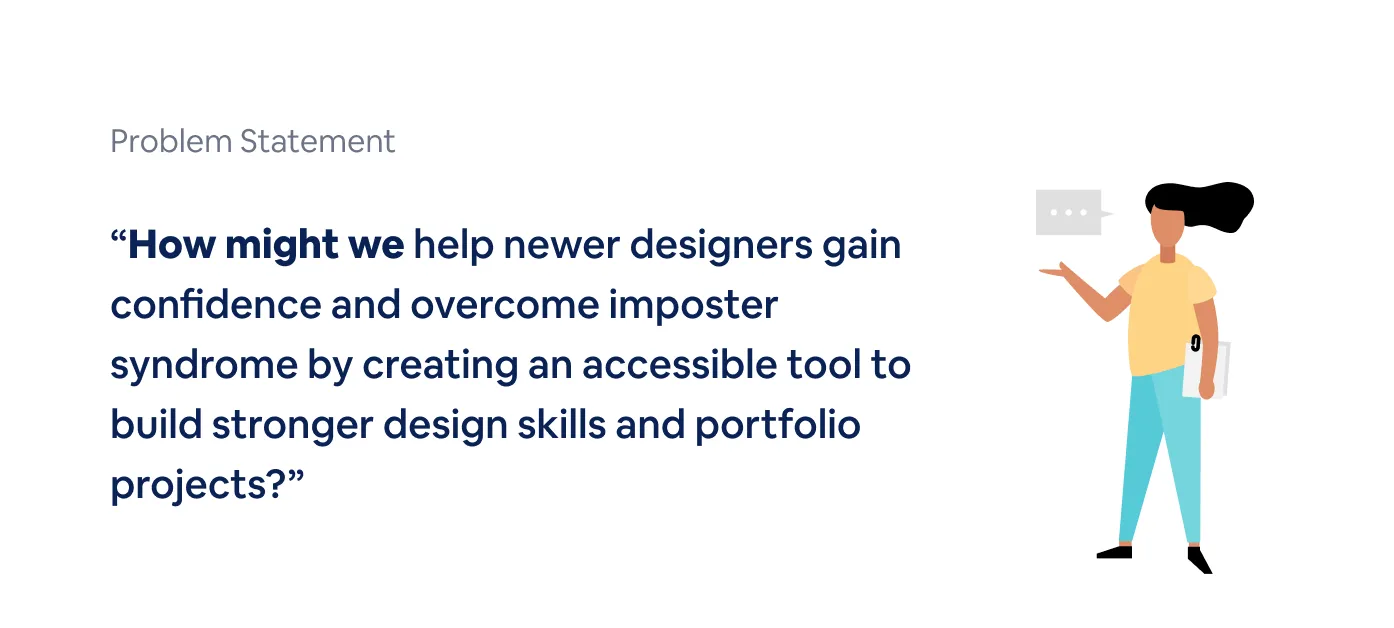 Problem Statement
“How might we help newer designers gain
confidence and overcome imposter
syndrome by creating an accessible tool to
build stronger design skills and portfolio
projects?”